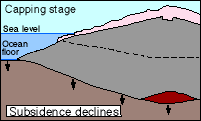 Capping stage
Sea level
Ocean
floor
Subsidence declines